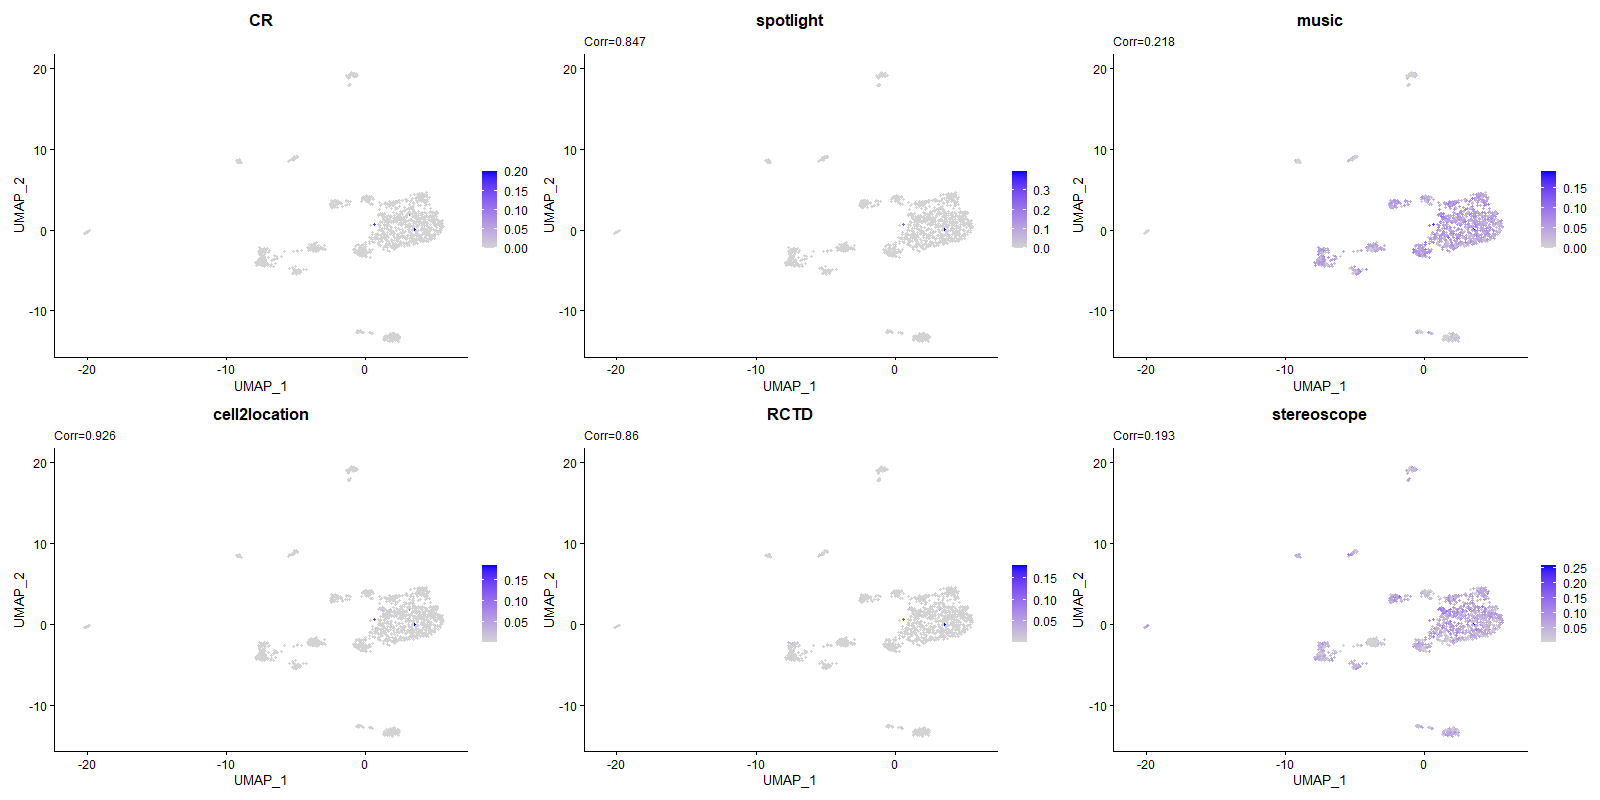 CR
20
10
0
-10
UMAP_2
-20
-10
0
UMAP_1
0.20
0.15
0.10
0.05
0.00
spotlight
Corr=0.847
20
10
0
-10
UMAP_2
-20
-10
0
UMAP_1
0.3
0.2
0.1
0.0
music
Corr=0.218
20
10
0
-10
UMAP_2
-20
-10
0
UMAP_1
0.15
0.10
0.05
0.00
cell2location
Corr=0.926
20
10
0
-10
UMAP_2
-20
-10
0
UMAP_1
0.15
0.10
0.05
RCTD
Corr=0.86
20
10
0
-10
UMAP_2
-20
-10
0
UMAP_1
0.15
0.10
0.05
stereoscope
Corr=0.193
20
10
0
-10
UMAP_2
-20
-10
0
UMAP_1
0.25
0.20
0.15
0.10
0.05